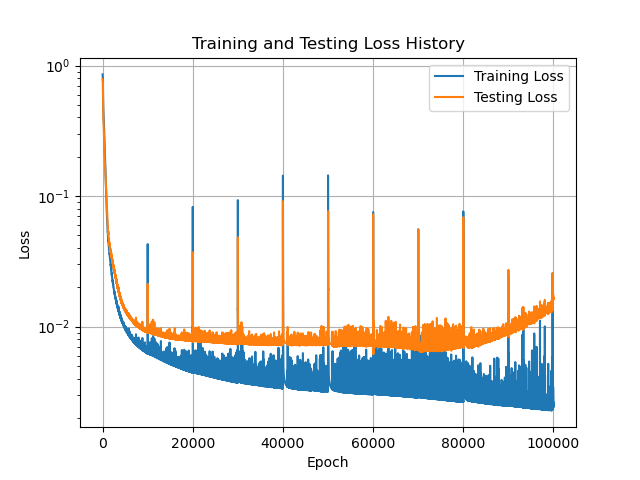 Training and Testing Loss History
Training Loss
Testing Loss
10⁰
10⁻¹
10⁻²
Loss
0
20000
40000
60000
80000
100000
Epoch